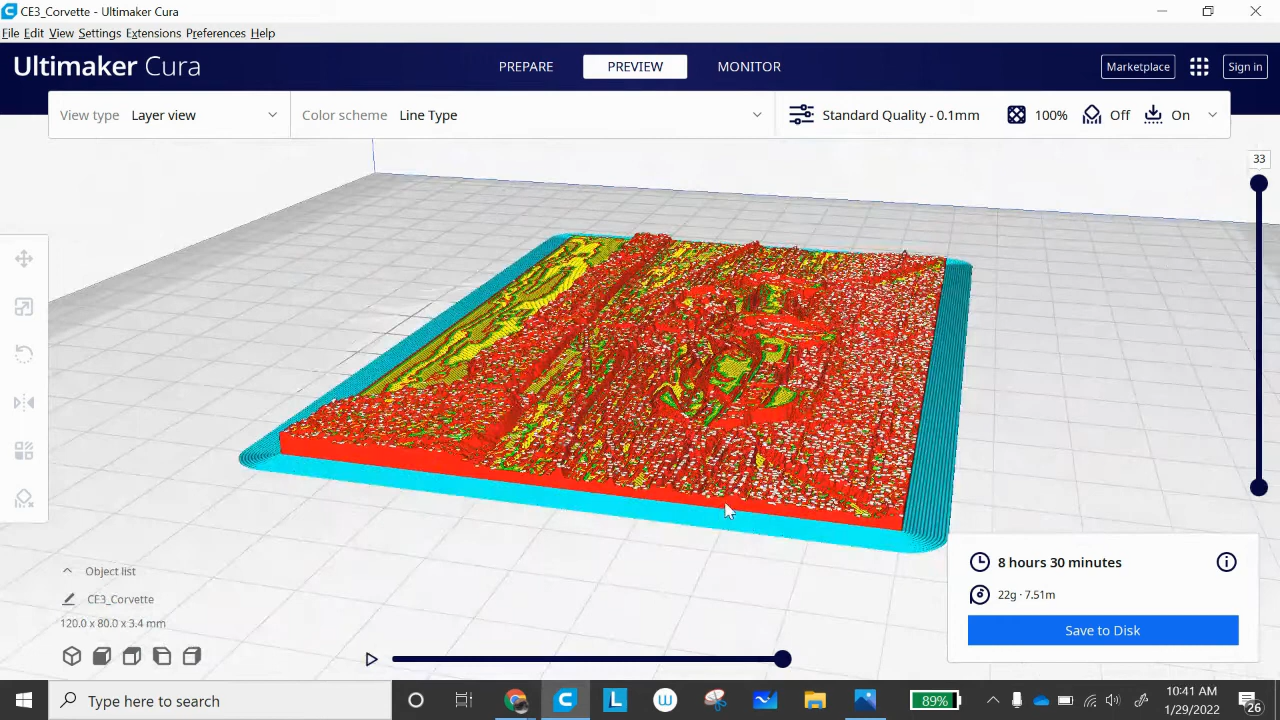 CE3_Corvette - Ultimaker Cura
File Edit View Settings Extensions Preferences Help
Ultimaker Cura
PREPARE
PREVIEW
MONITOR
Marketplace
Sign in
View type Layer view
Color scheme Line Type
Standard Quality - 0.1mm
100%
Off
On
33
8 hours 30 minutes
22g · 7.51m
Save to Disk
Object list
CE3_Corvette
120.0 x 80.0 x 3.4 mm
Type here to search
L
W
89%
10:41 AM
1/29/2022
26